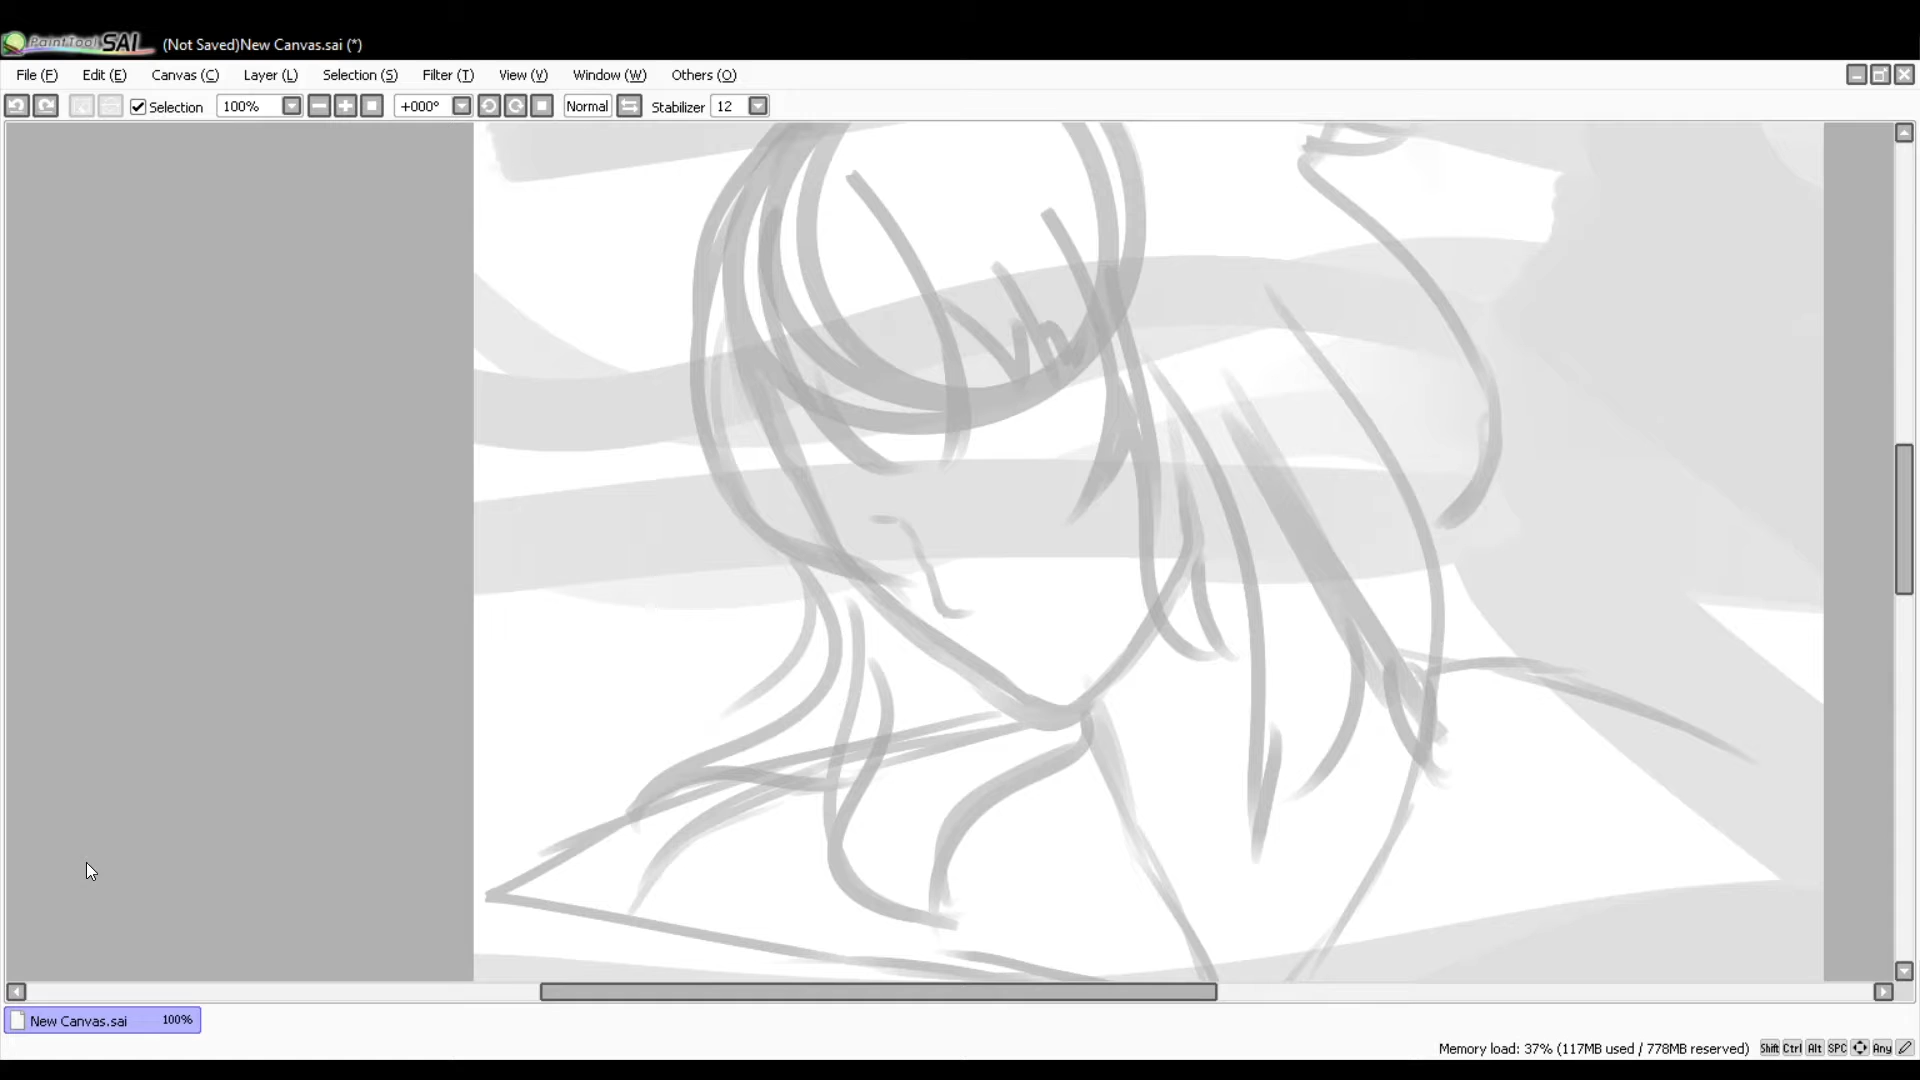 PaintTool SAI (Not Saved)New Canvas.sai (*)
File (F) Edit (E) Canvas (C) Layer (L) Selection (S) Filter (T) View (V) Window (W) Others (O)
Selection 100% +000° Normal Stabilizer 12
New Canvas.sai 100%
Memory load: 37% (117MB used / 778MB reserved) Shift Ctrl Alt SPC Any